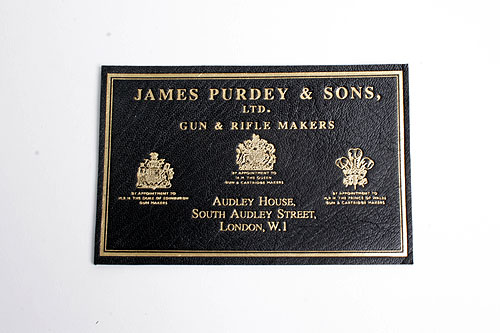 JAMES PURDEY & SONS,
LTD.
GUN & RIFLE MAKERS
BY APPOINTMENT TO
H.R.H THE DUKE OF EDINBURGH
GUN MAKERS
BY APPOINTMENT TO
H.M THE QUEEN
GUN & CARTRIDGE MAKERS
BY APPOINTMENT TO
H.R.H THE PRINCE OF WALES
GUN & CARTRIDGE MAKERS
AUDLEY HOUSE,
SOUTH AUDLEY STREET,
LONDON, W.1